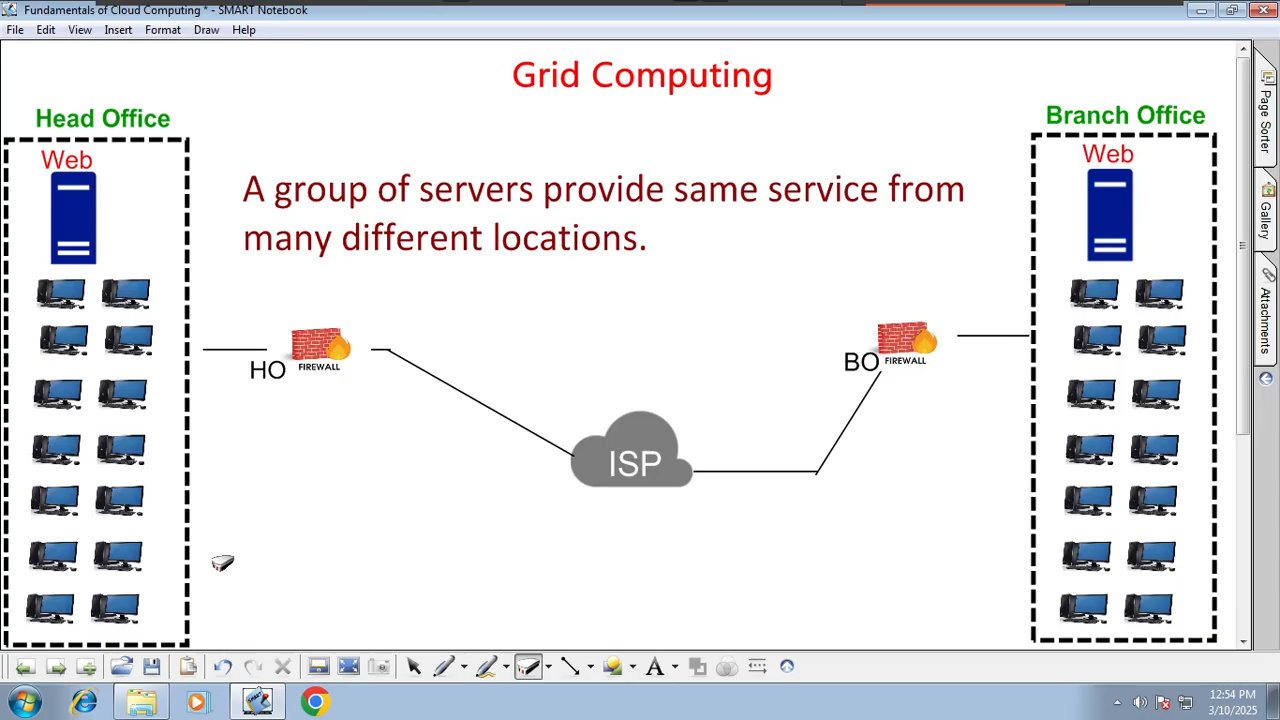 Fundamentals of Cloud Computing * - SMART Notebook
File Edit View Insert Format Draw Help
Grid Computing
Head Office
Branch Office
Web
Web
A group of servers provide same service from
many different locations.
HO
FIREWALL
BO
FIREWALL
ISP
Page Sorter
Gallery
Attachments
A
12:54 PM
3/10/2025